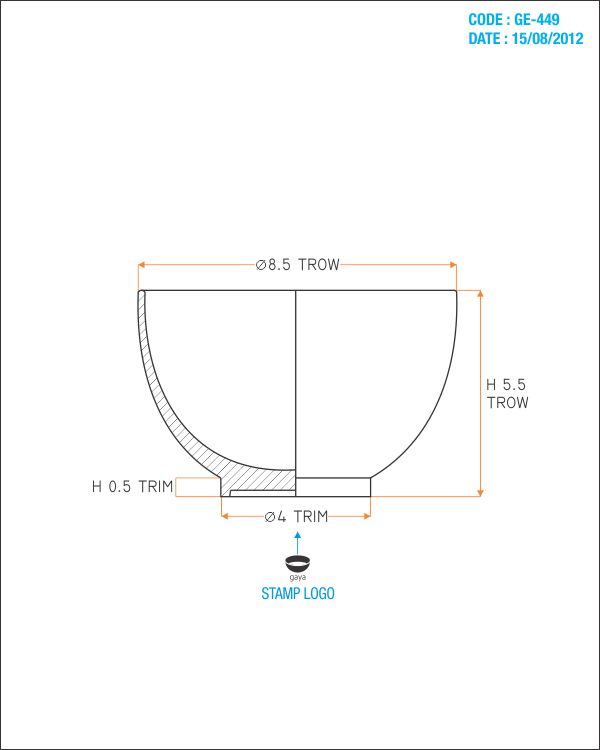 CODE : GE-449
DATE : 15/08/2012
⌀8.5 TROW
H 5.5
TROW
H 0.5 TRIM
⌀4 TRIM
gaya
STAMP LOGO